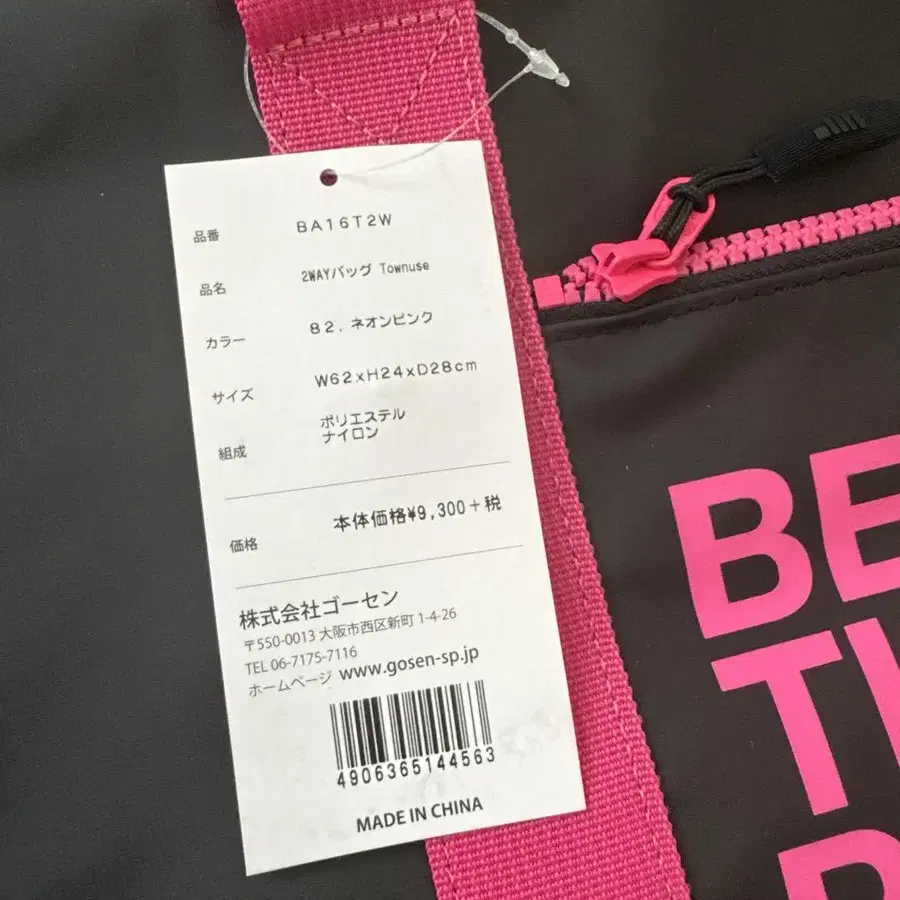 品番 BA16T2W
品名 2WAYバッグ Townuse
カラー 82.ネオンピンク
サイズ W62xH24xD28cm
組成 ポリエステル
ナイロン
価格 本体価格¥9,300+税
株式会社ゴーセン
〒550-0013 大阪市西区新町 1-4-26
TEL 06-7175-7116
ホームページ www.gosen-sp.jp
4906365144563
MADE IN CHINA
BE